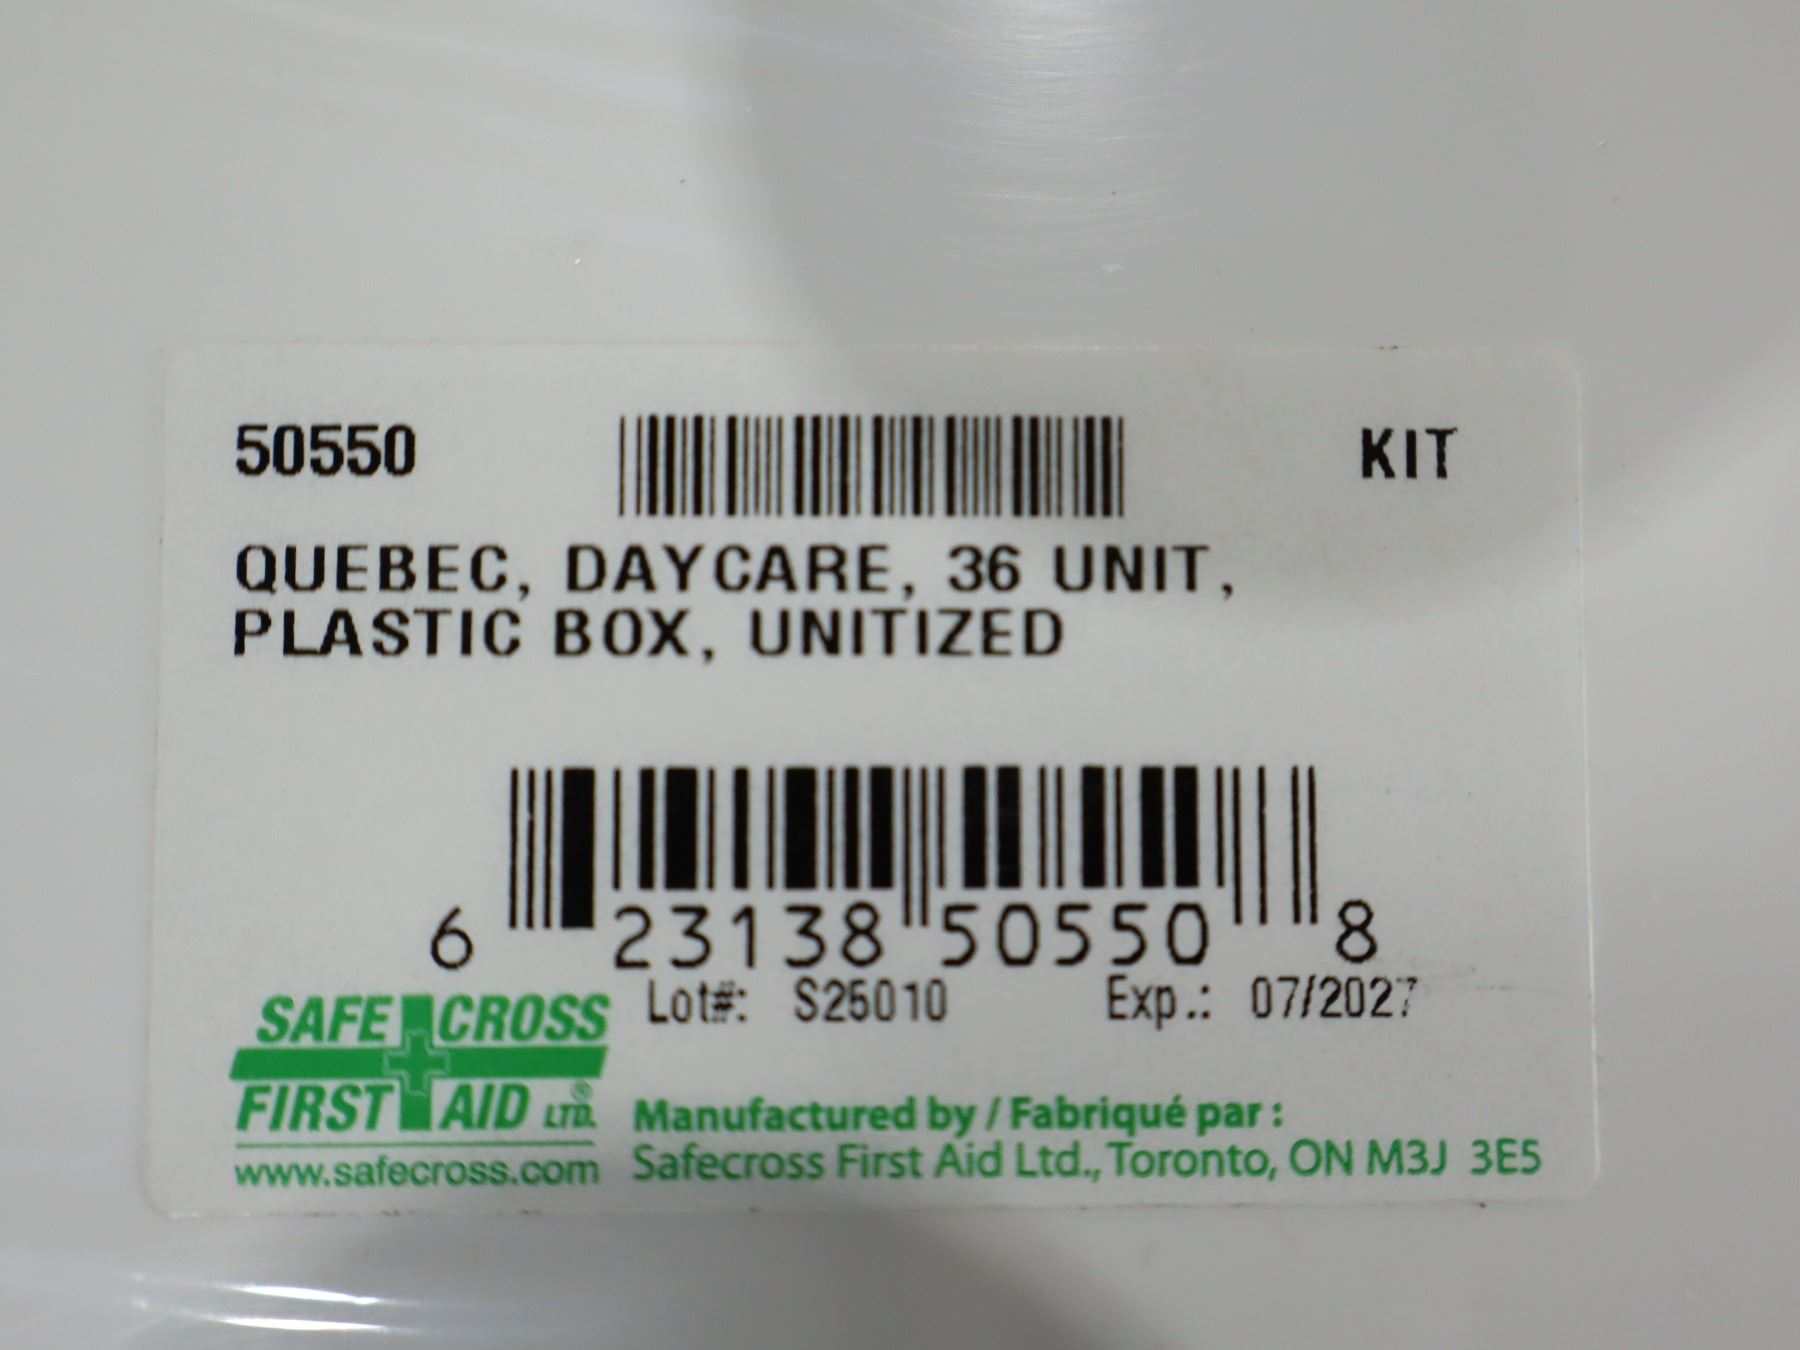 50550 KIT
QUEBEC, DAYCARE, 36 UNIT,
PLASTIC BOX, UNITIZED
6 23138 50550 8
Lot#: S25010 Exp.: 07/2027
SAFE CROSS
FIRST AID LTD.®
www.safecross.com
Manufactured by / Fabriqué par :
Safecross First Aid Ltd., Toronto, ON M3J 3E5